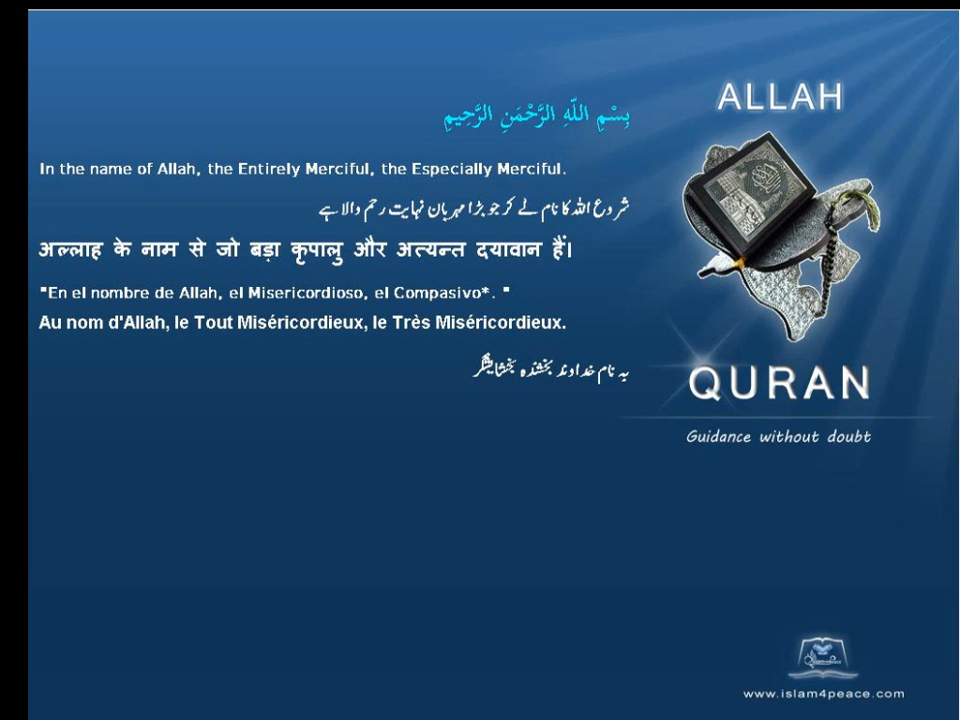 ALLAH
بِسْمِ اللَّهِ الرَّحْمَنِ الرَّحِيمِ
In the name of Allah, the Entirely Merciful, the Especially Merciful.
شروع الله کا نام لے کر جو بڑا مہربان نہایت رحم والا ہے
अल्लाह के नाम से जो बड़ा कृपालु और अत्यन्त दयावान हैं।
"En el nombre de Allah, el Misericordioso, el Compasivo*. "
Au nom d'Allah, le Tout Miséricordieux, le Très Miséricordieux.
به نام خداوند بخشنده بخشایشگر
QURAN
Guidance without doubt
www.islam4peace.com